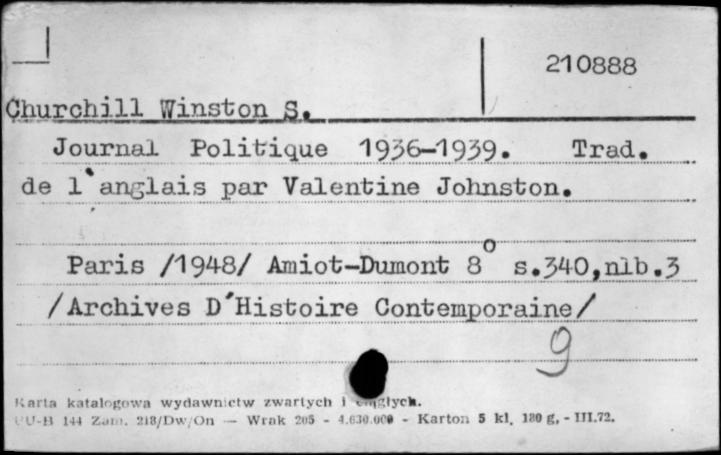 210888
Churchill Winston S.
Journal Politique 1936-1939. Trad.
de l'anglais par Valentine Johnston.
Paris /1948/ Amiot-Dumont 8° s.340,nlb.3
/Archives D'Histoire Contemporaine/
9
Karta katalogowa wydawnictw zwartych i ciągłych.
PU-B 144 Zam. 218/Dw/On — Wrak 205 - 4.630.000 - Karton 5 kl. 180 g. - III.72.